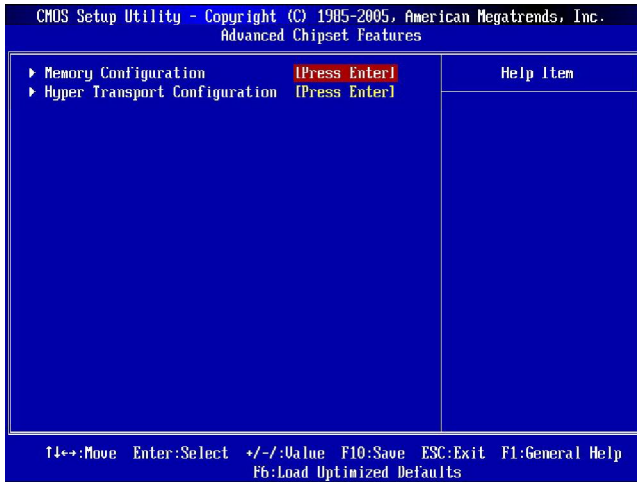 CMOS Setup Utility - Copyright (C) 1985-2005, American Megatrends, Inc.
Advanced Chipset Features
▶ Memory Configuration [Press Enter] Help Item
▶ Hyper Transport Configuration [Press Enter]
↑↓←→:Move Enter:Select +/-/:Value F10:Save ESC:Exit F1:General Help
F6:Load Optimized Defaults